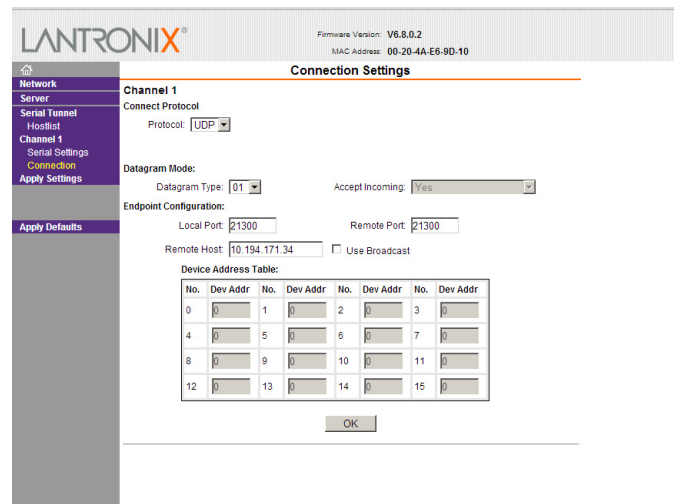 LANTRONIX®
Firmware Version: V6.8.0.2
MAC Address: 00-20-4A-E6-9D-10
Network
Server
Serial Tunnel
Hostlist
Channel 1
Serial Settings
Connection
Apply Settings
Apply Defaults
Connection Settings
Channel 1
Connect Protocol
Protocol: UDP
Datagram Mode:
Datagram Type: 01 Accept Incoming: Yes
Endpoint Configuration:
Local Port: 21300 Remote Port: 21300
Remote Host: 10.194.171.34 Use Broadcast
Device Address Table:
No. Dev Addr No. Dev Addr No. Dev Addr No. Dev Addr
0 0 1 0 2 0 3 0
4 0 5 0 6 0 7 0
8 0 9 0 10 0 11 0
12 0 13 0 14 0 15 0
OK